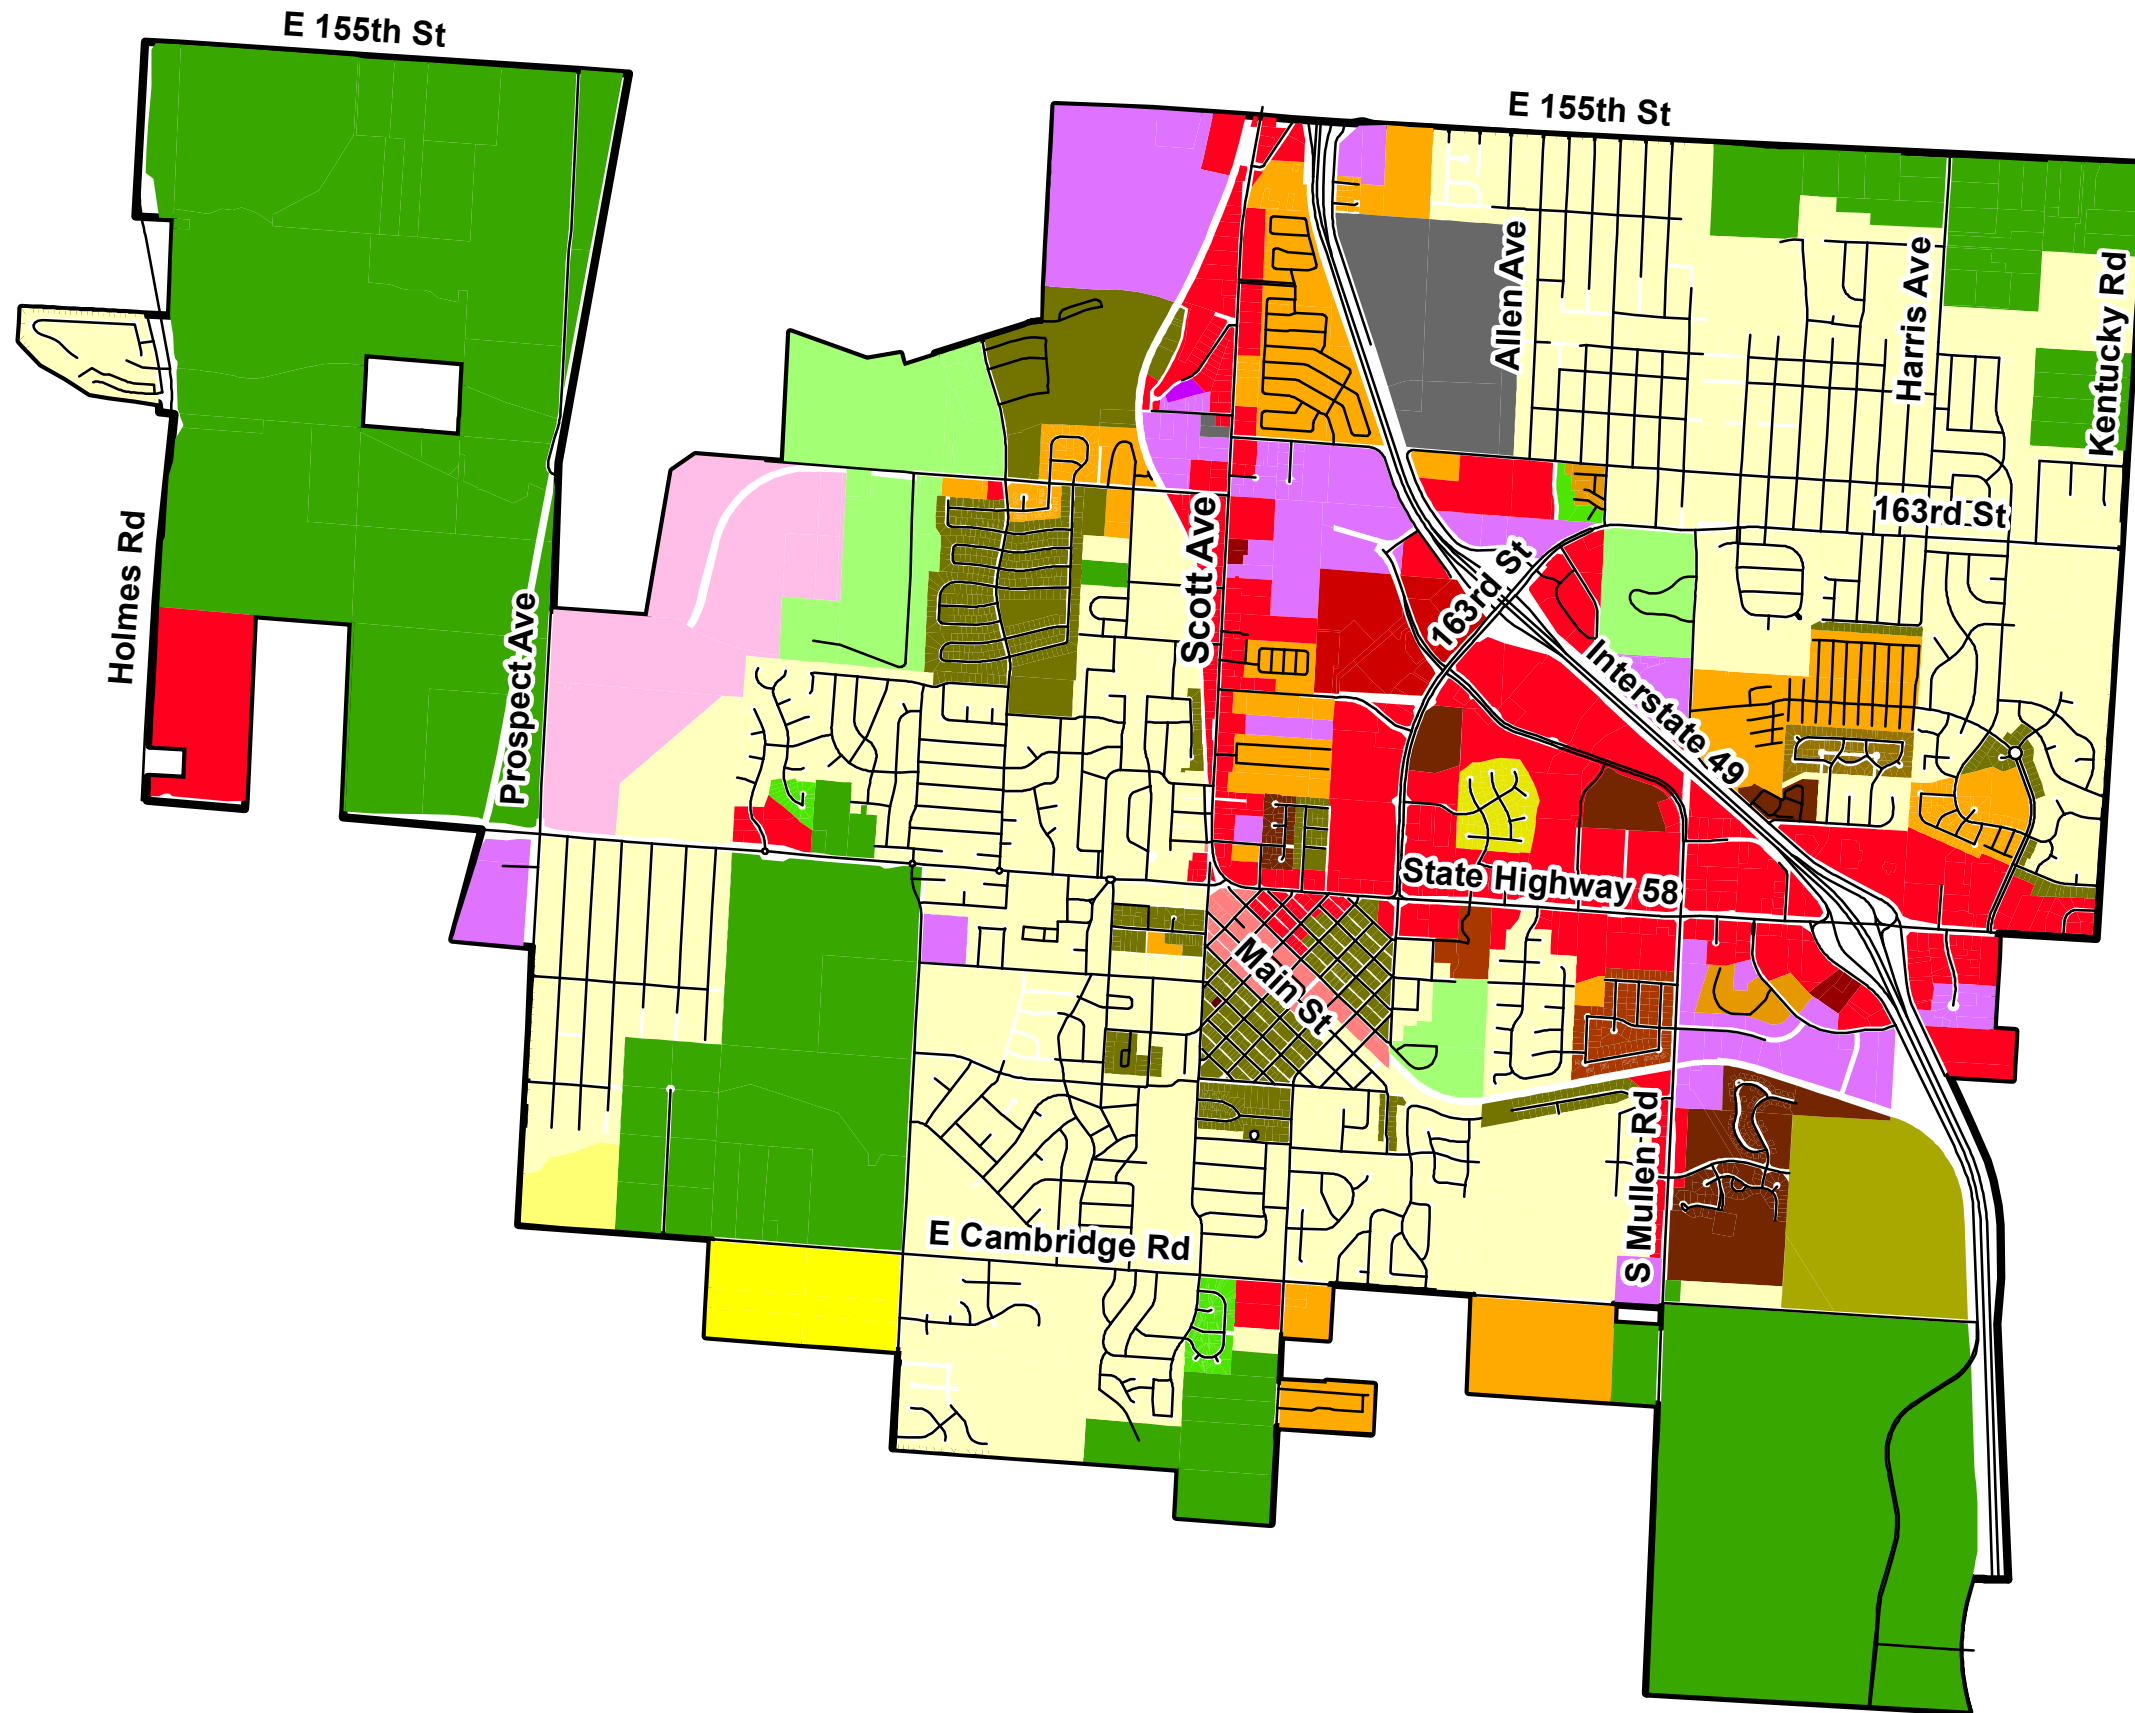 E 155th St
E 155th St
Allen Ave
Harris Ave
Kentucky Rd
163rd St
Holmes Rd
Prospect Ave
Scott Ave
163rd St
Interstate 49
State Highway 58
Main St
S Mullen Rd
E Cambridge Rd